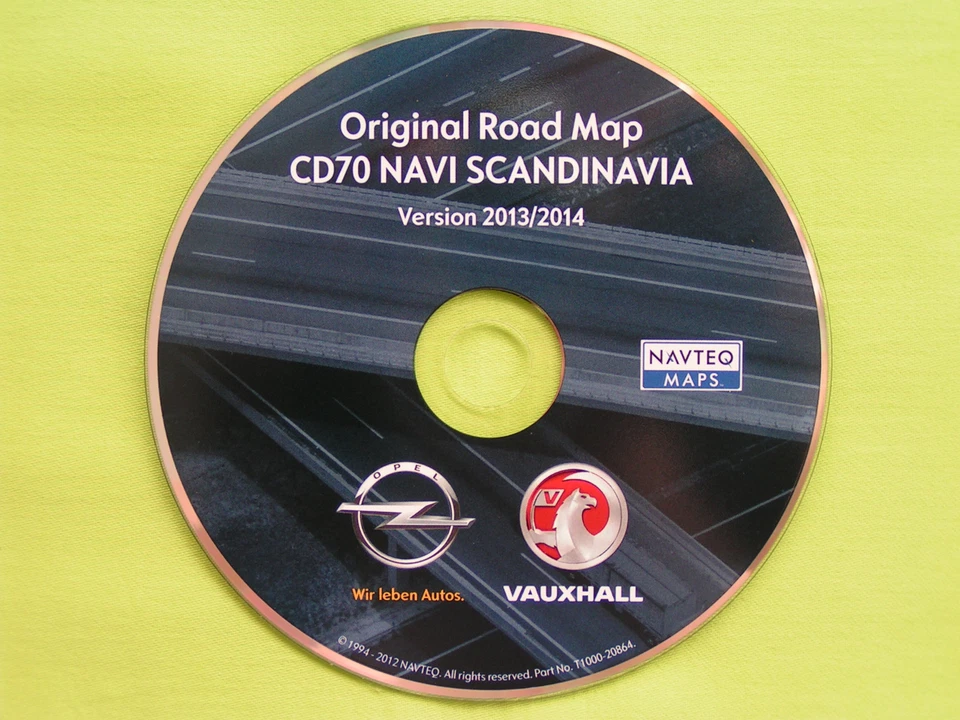 Original Road Map
CD70 NAVI SCANDINAVIA
Version 2013/2014
NAVTEQ
MAPS™
OPEL
V
Wir leben Autos.
VAUXHALL
© 1994 - 2012 NAVTEQ. All rights reserved. Part No. T1000-20864.